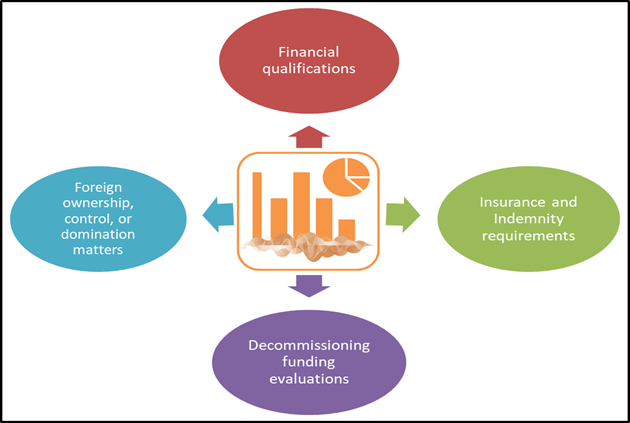 Financial
qualifications
Foreign
ownership,
control, or
domination
matters
Insurance and
Indemnity
requirements
Decommissioning
funding
evaluations